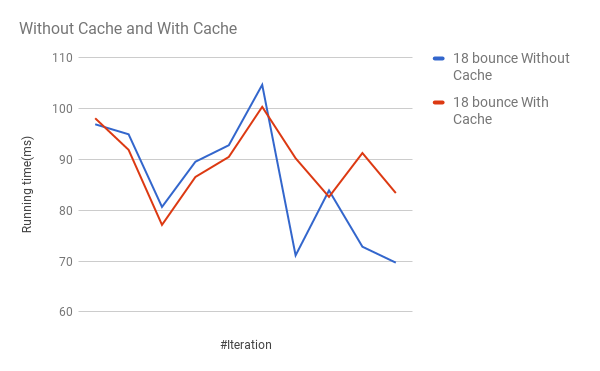 Without Cache and With Cache
110
100
90
80
70
60
Running time(ms)
#Iteration
18 bounce Without
Cache
18 bounce With
Cache